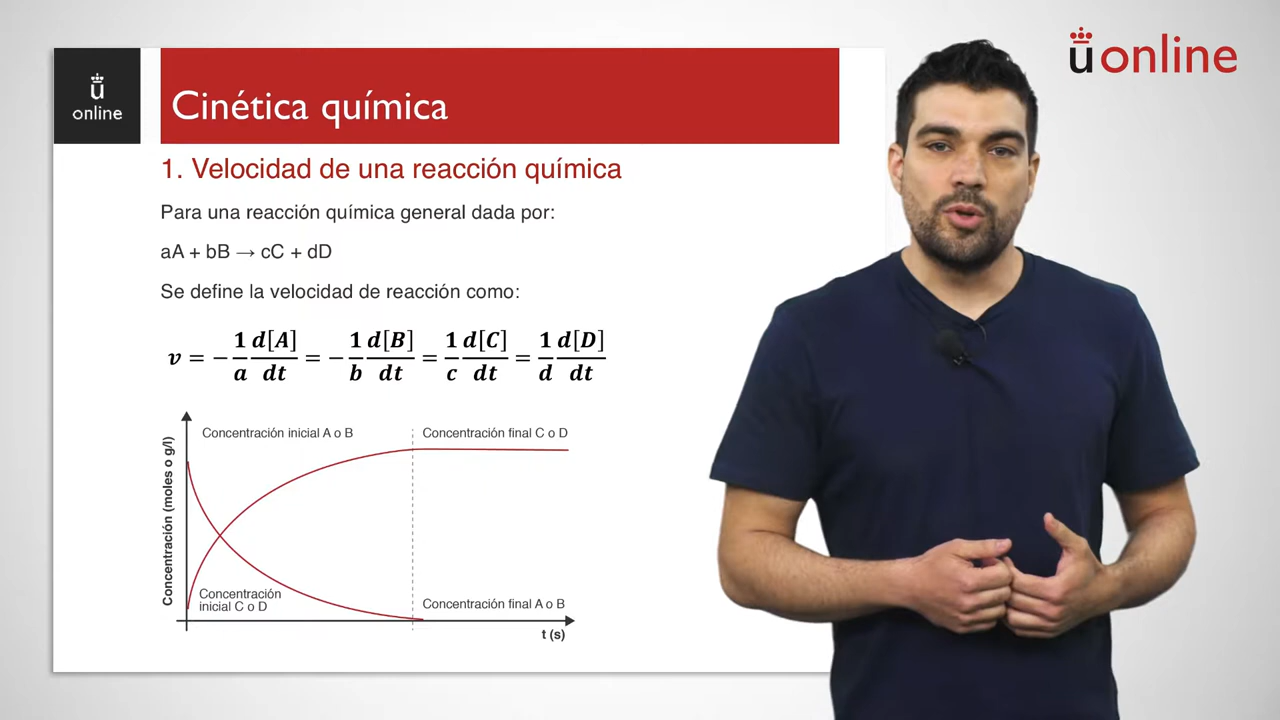 ü online
ü
online
Cinética química
1. Velocidad de una reacción química
Para una reacción química general dada por:
aA + bB → cC + dD
Se define la velocidad de reacción como:
v = − 1/a d[A]/dt = − 1/b d[B]/dt = 1/c d[C]/dt = 1/d d[D]/dt
Concentración (moles o g/l)
Concentración inicial A o B
Concentración final C o D
Concentración
inicial C o D
Concentración final A o B
t (s)